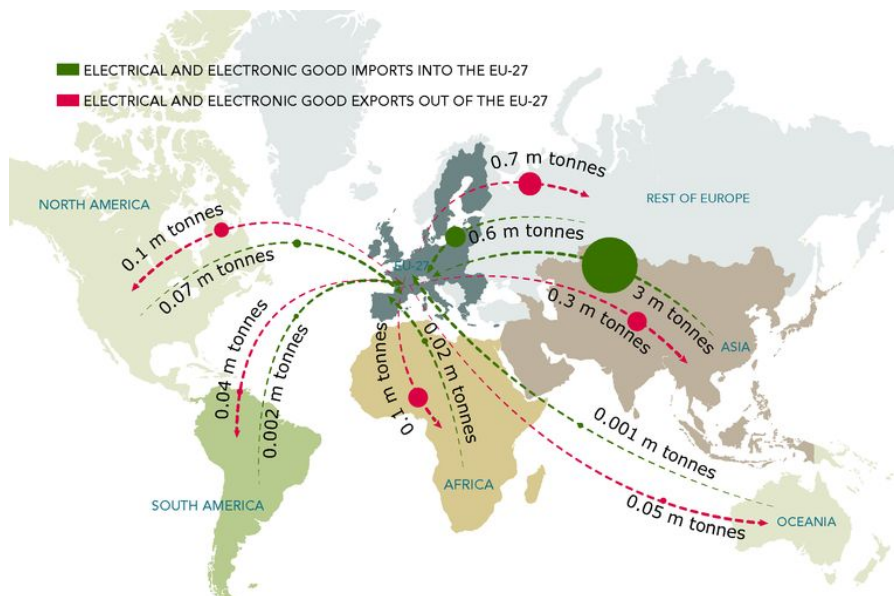 ELECTRICAL AND ELECTRONIC GOOD IMPORTS INTO THE EU-27
ELECTRICAL AND ELECTRONIC GOOD EXPORTS OUT OF THE EU-27
0.7 m tonnes
REST OF EUROPE
NORTH AMERICA
0.1 m tonnes
0.6 m tonnes
EU-27
0.07 m tonnes
3 m tonnes
0.3 m tonnes
ASIA
0.04 m tonnes
0.002 m tonnes
0.1 m tonnes
0.02 m tonnes
0.001 m tonnes
SOUTH AMERICA
AFRICA
0.05 m tonnes
OCEANIA